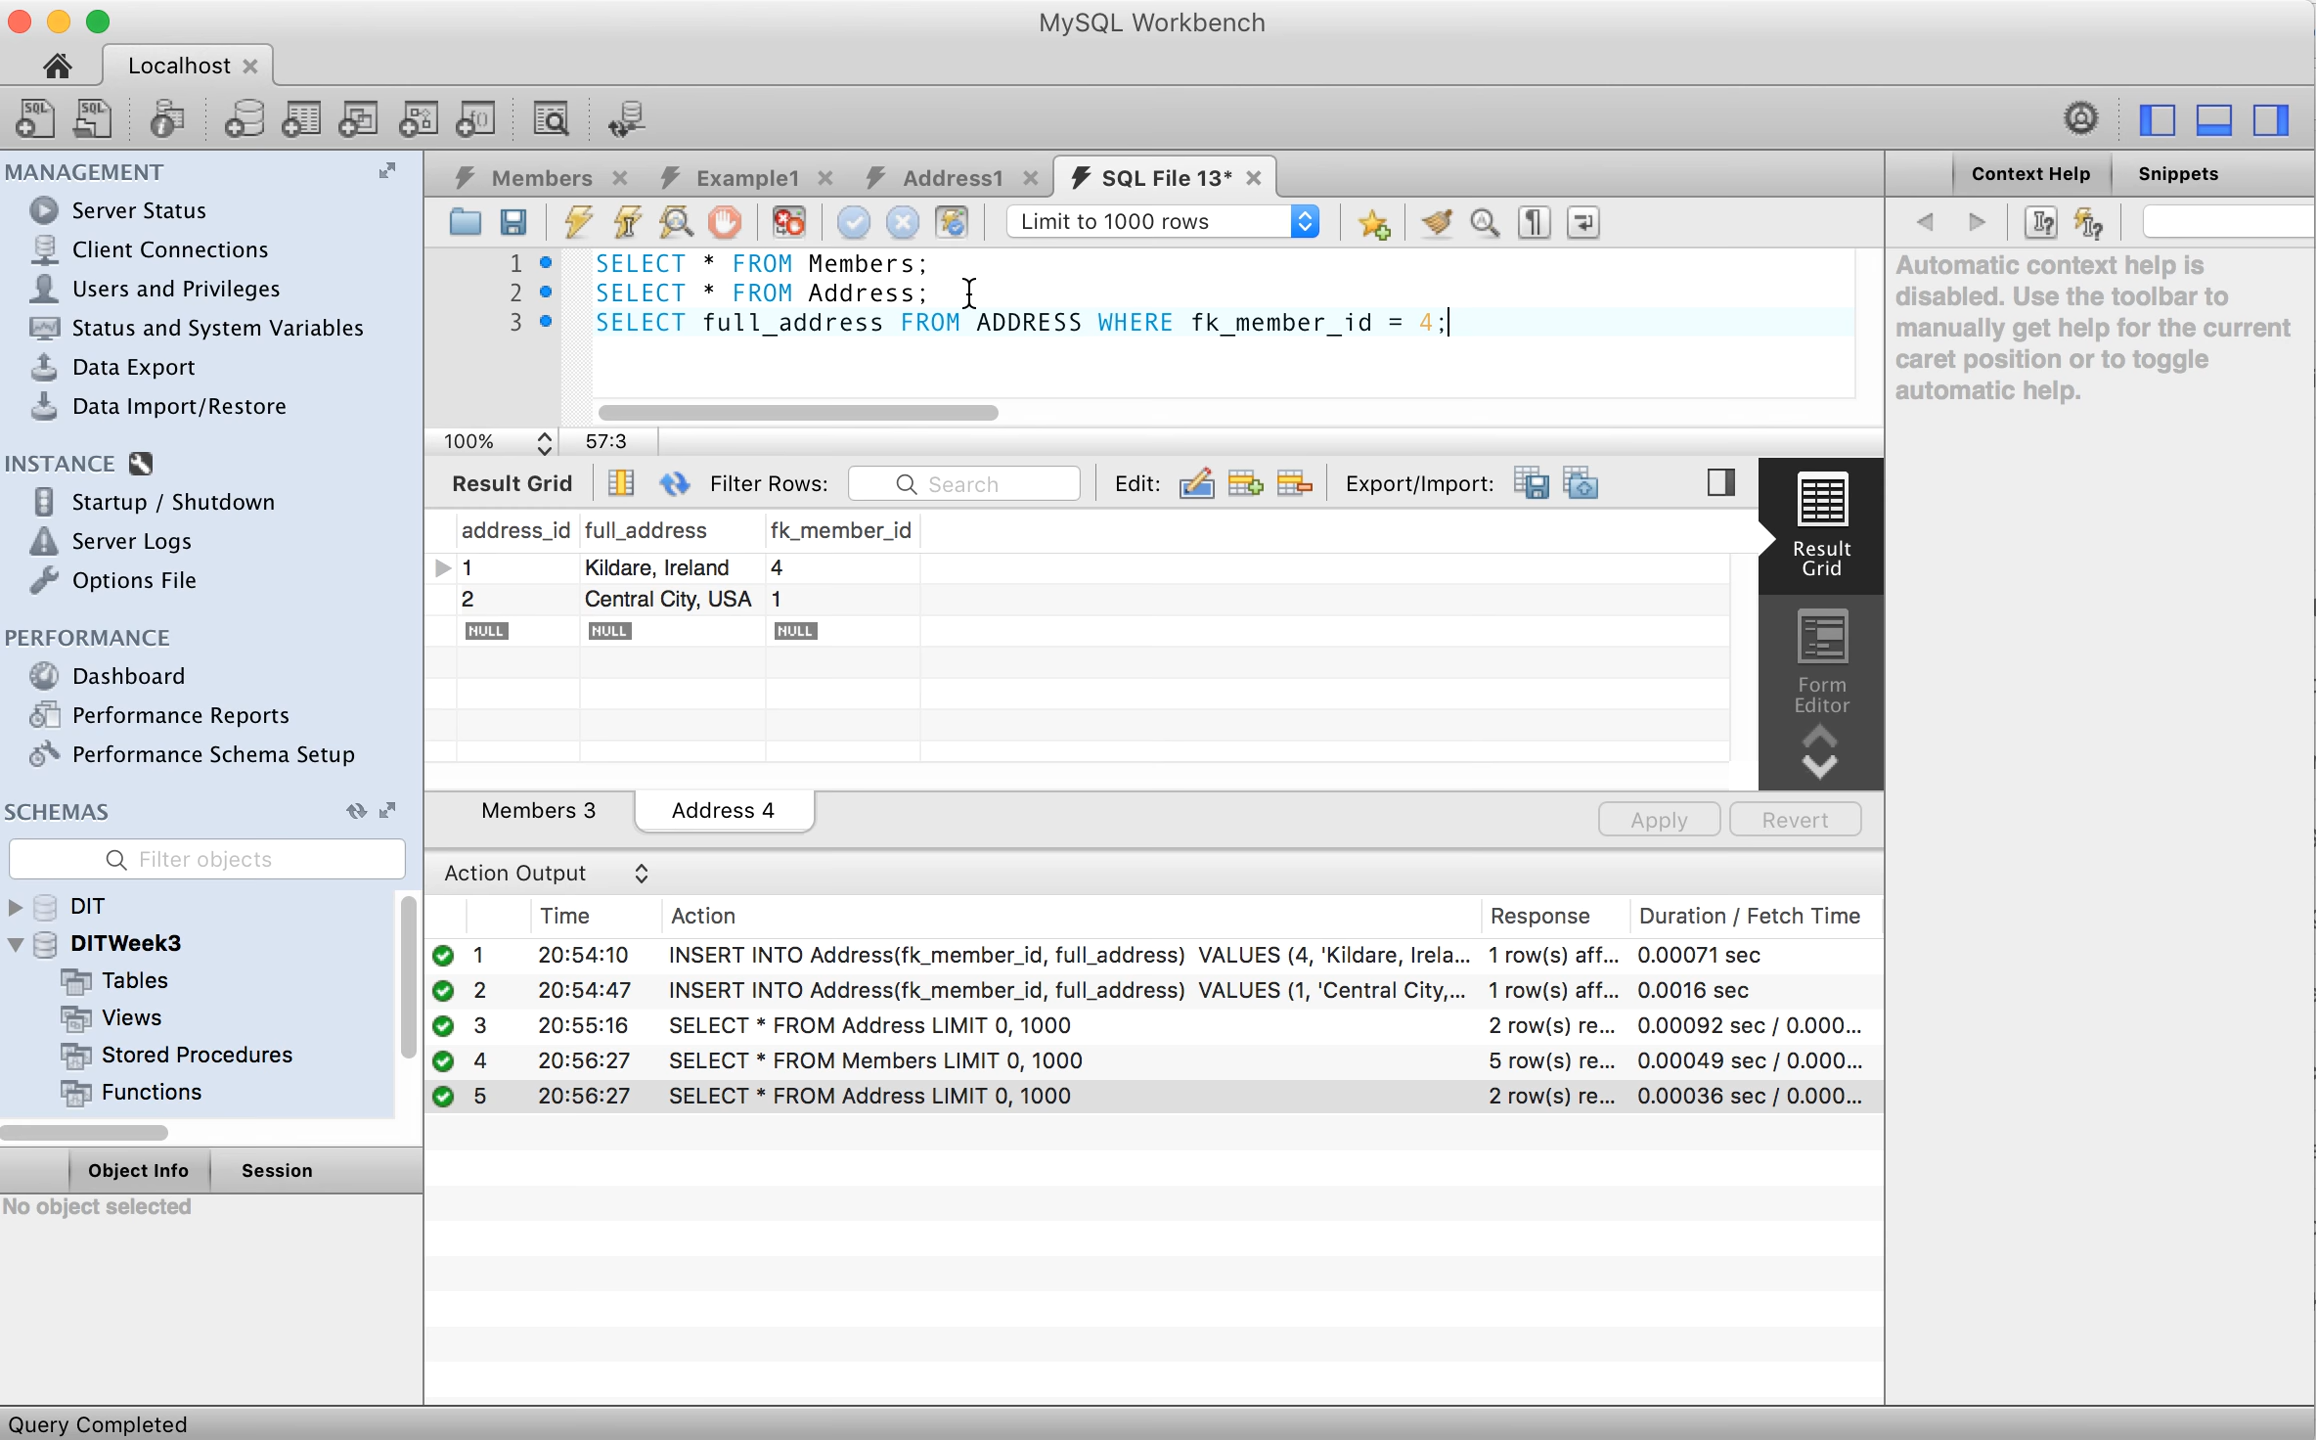 MySQL Workbench
Localhost
MANAGEMENT
Server Status
Client Connections
Users and Privileges
Status and System Variables
Data Export
Data Import/Restore
INSTANCE
Startup / Shutdown
Server Logs
Options File
PERFORMANCE
Dashboard
Performance Reports
Performance Schema Setup
SCHEMAS
Filter objects
DIT
DITWeek3
Tables
Views
Stored Procedures
Functions
Object Info Session
No object selected
Members Example1 Address1 SQL File 13*
Limit to 1000 rows
1 SELECT * FROM Members;
2 SELECT * FROM Address;
3 SELECT full_address FROM ADDRESS WHERE fk_member_id = 4;
100% 57:3
Result Grid Filter Rows: Search Edit: Export/Import:
address_id full_address fk_member_id
1 Kildare, Ireland 4
2 Central City, USA 1
NULL NULL NULL
Result
Grid
Form
Editor
Members 3 Address 4 Apply Revert
Action Output
Time Action Response Duration / Fetch Time
1 20:54:10 INSERT INTO Address(fk_member_id, full_address) VALUES (4, 'Kildare, Irela... 1 row(s) aff... 0.00071 sec
2 20:54:47 INSERT INTO Address(fk_member_id, full_address) VALUES (1, 'Central City,... 1 row(s) aff... 0.0016 sec
3 20:55:16 SELECT * FROM Address LIMIT 0, 1000 2 row(s) re... 0.00092 sec / 0.000...
4 20:56:27 SELECT * FROM Members LIMIT 0, 1000 5 row(s) re... 0.00049 sec / 0.000...
5 20:56:27 SELECT * FROM Address LIMIT 0, 1000 2 row(s) re... 0.00036 sec / 0.000...
Context Help Snippets
Automatic context help is
disabled. Use the toolbar to
manually get help for the current
caret position or to toggle
automatic help.
Query Completed